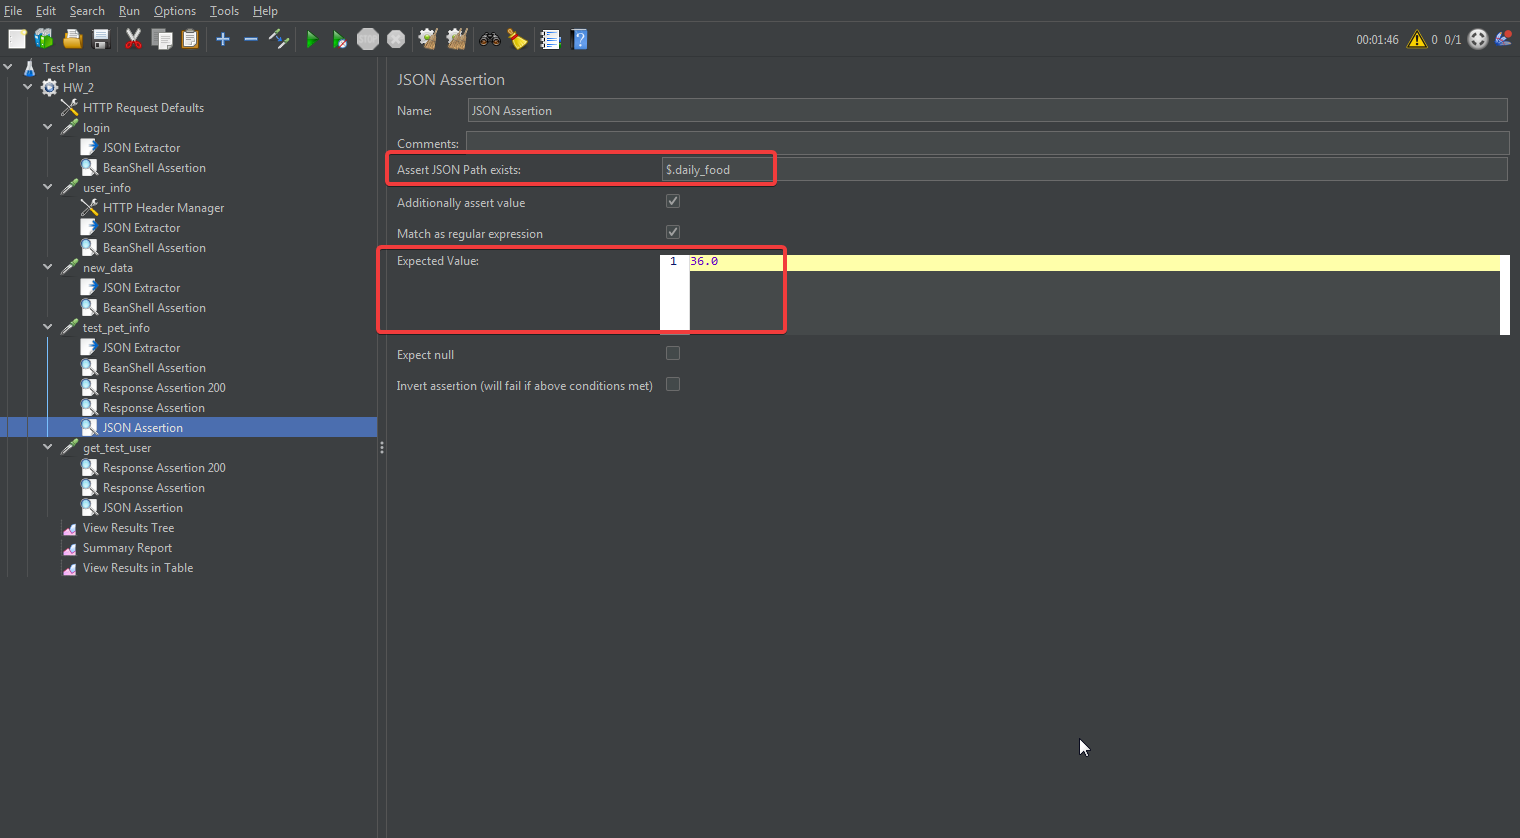 File Edit Search Run Options Tools Help
00:01:46 0 0/1
Test Plan
HW_2
HTTP Request Defaults
login
JSON Extractor
BeanShell Assertion
user_info
HTTP Header Manager
JSON Extractor
BeanShell Assertion
new_data
JSON Extractor
BeanShell Assertion
test_pet_info
JSON Extractor
BeanShell Assertion
Response Assertion 200
Response Assertion
JSON Assertion
get_test_user
Response Assertion 200
Response Assertion
JSON Assertion
View Results Tree
Summary Report
View Results in Table
JSON Assertion
Name: JSON Assertion
Comments:
Assert JSON Path exists: $.daily_food
Additionally assert value
Match as regular expression
Expected Value: 1 36.0
Expect null
Invert assertion (will fail if above conditions met)